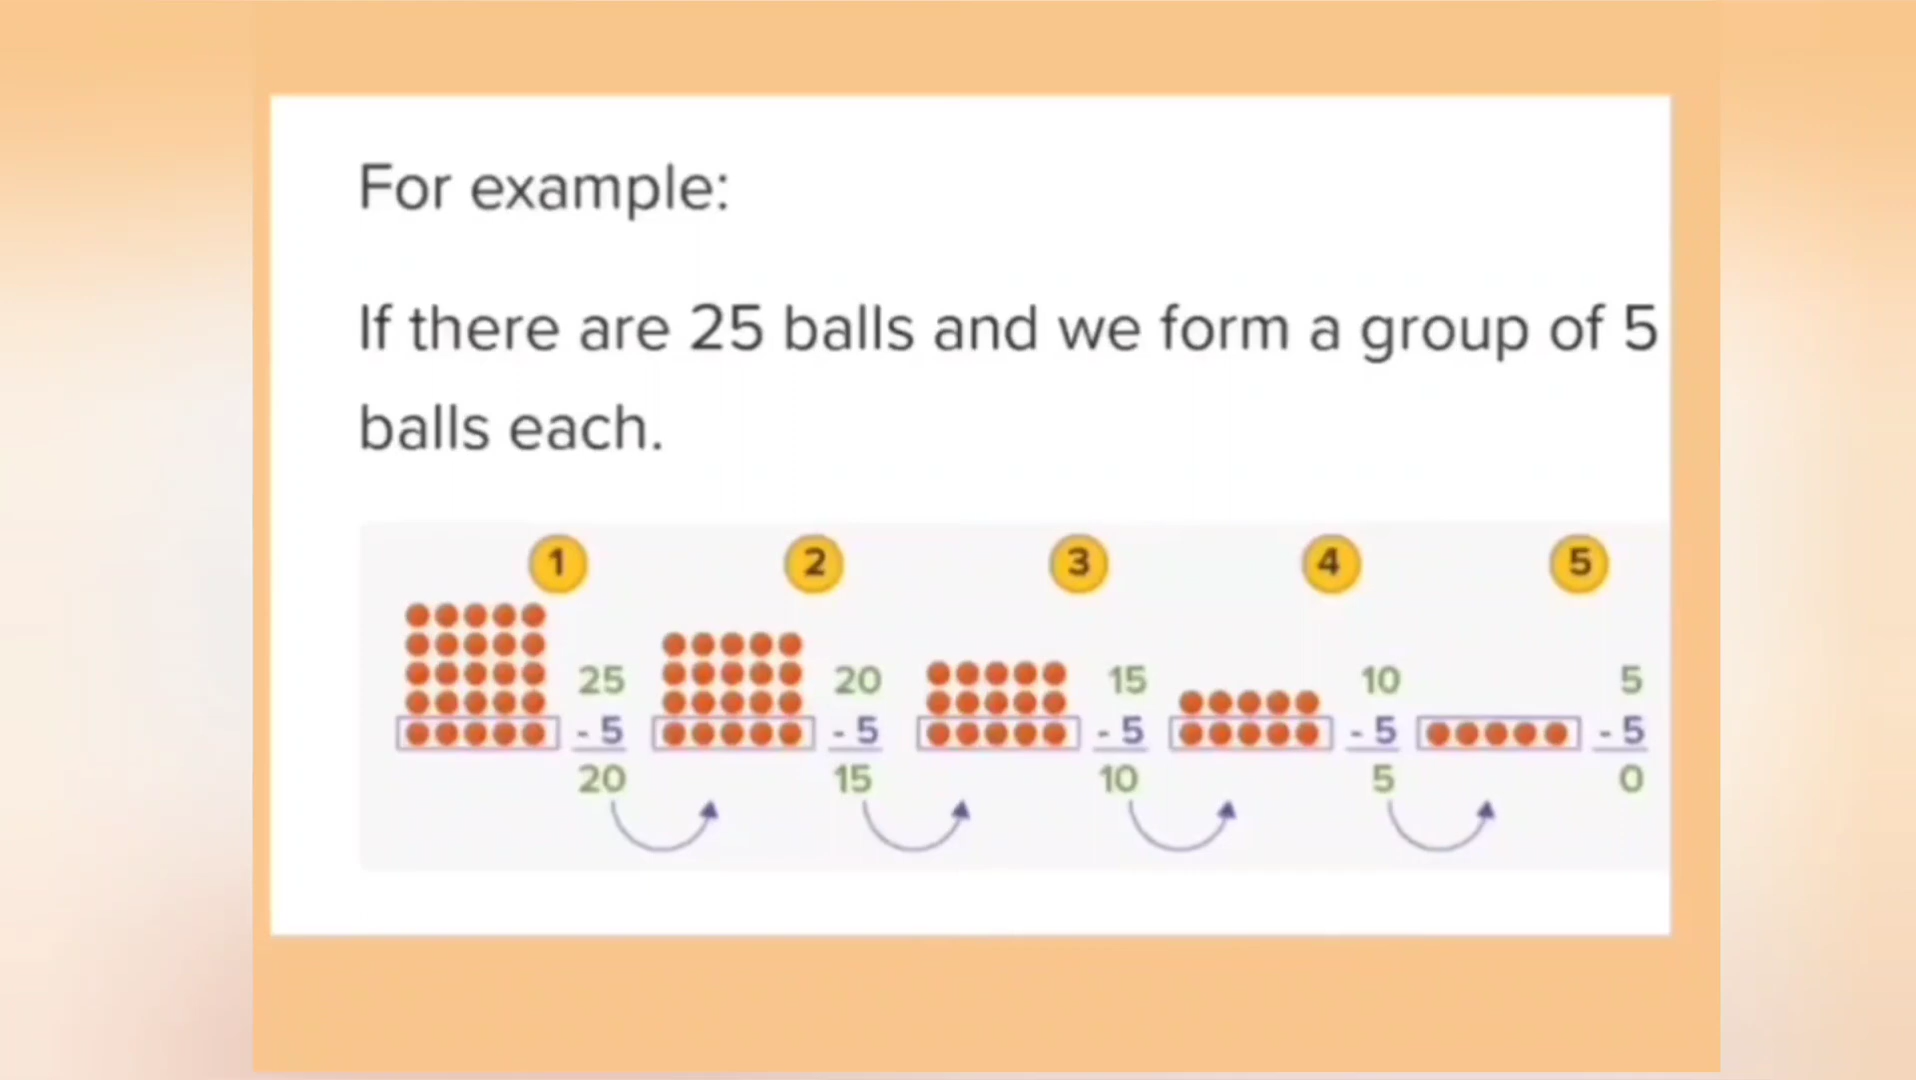 For example:
If there are 25 balls and we form a group of 5
balls each.
1 2 3 4 5
25 20 15 10 5
- 5 - 5 - 5 - 5 - 5
20 15 10 5 0